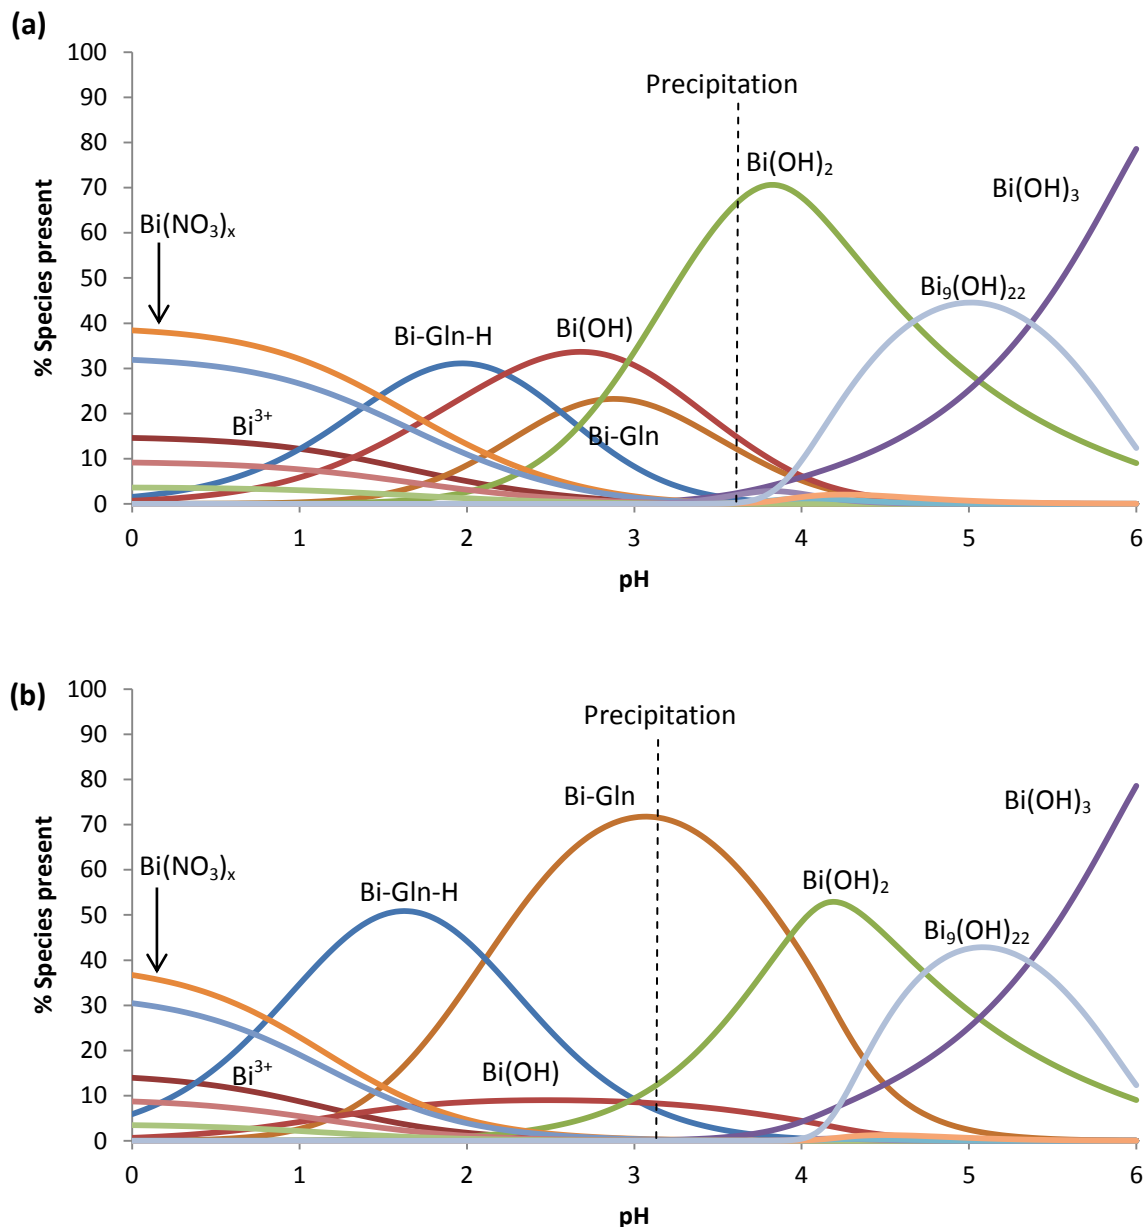 (a)
100
90
80
70
60
50
40
30
20
10
0
% Species present
Precipitation
Bi(NO₃)ₓ
Bi³⁺
Bi-Gln-H
Bi(OH)
Bi-Gln
Bi(OH)₂
Bi₉(OH)₂₂
Bi(OH)₃
0 1 2 3 4 5 6
pH
(b)
100
90
80
70
60
50
40
30
20
10
0
% Species present
Precipitation
Bi(NO₃)ₓ
Bi³⁺
Bi-Gln-H
Bi(OH)
Bi-Gln
Bi(OH)₂
Bi₉(OH)₂₂
Bi(OH)₃
0 1 2 3 4 5 6
pH